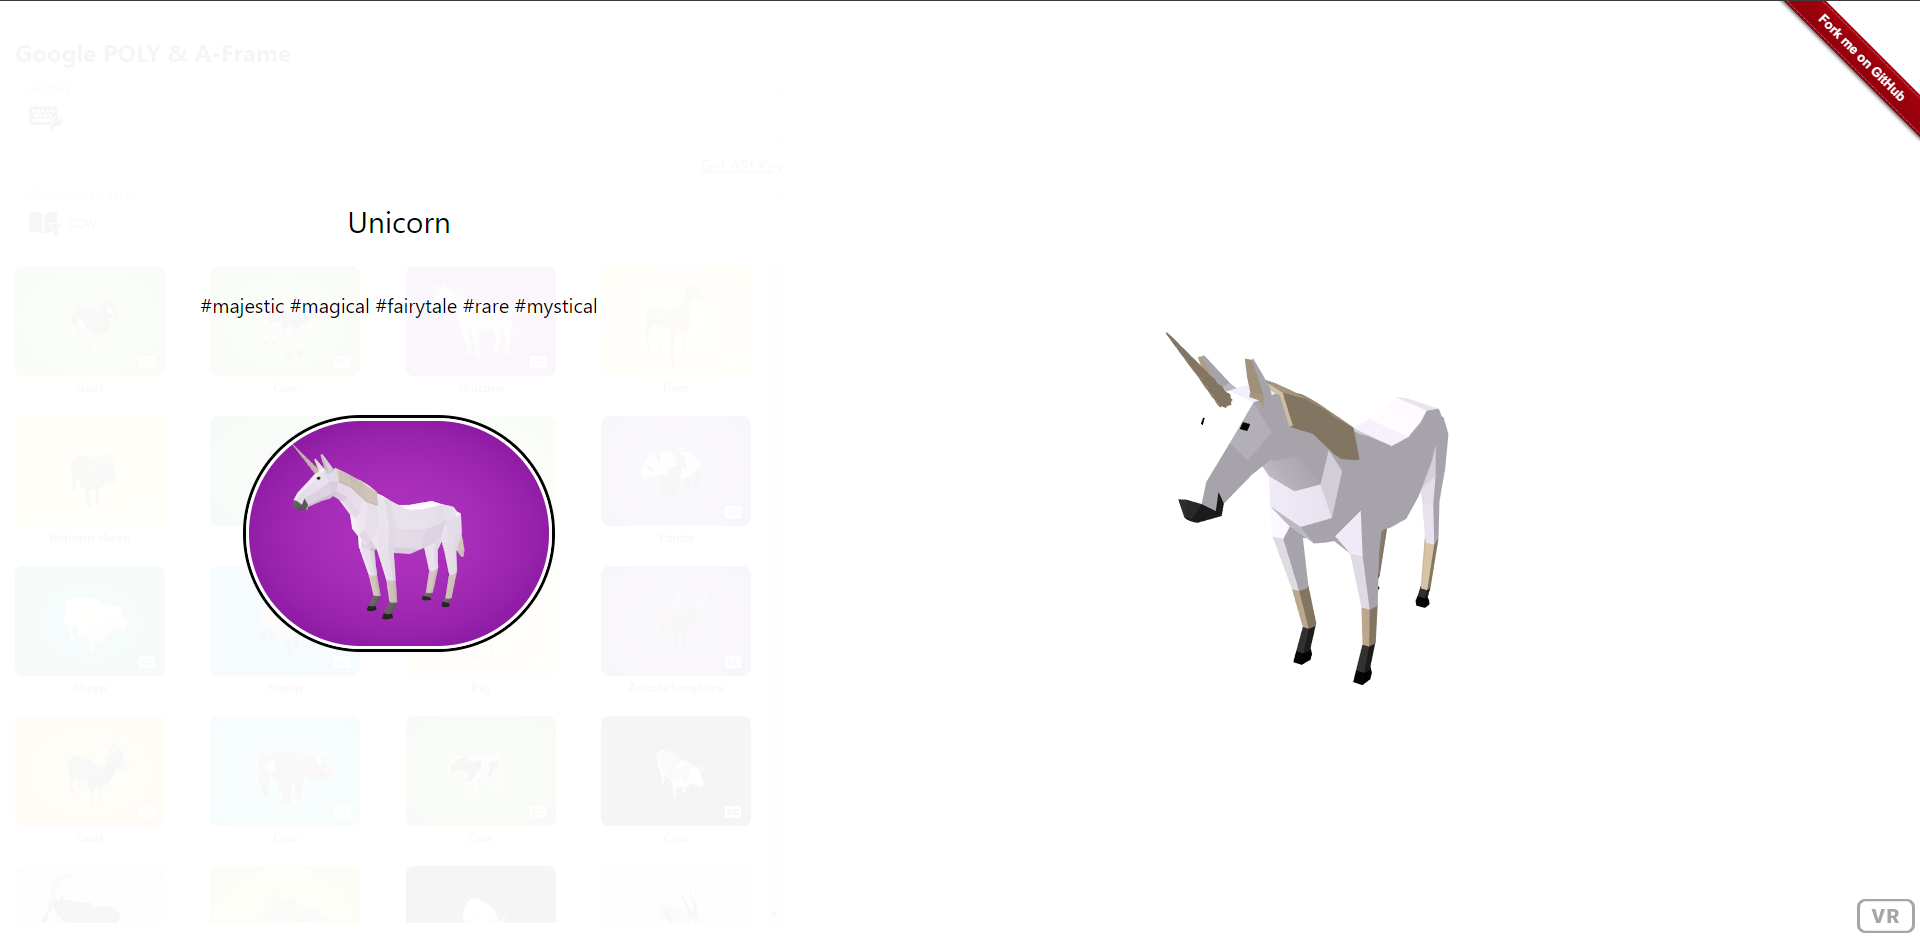 Fork me on GitHub
Google POLY & A-Frame
Api Key
Get API Key
Search for an asset
cow
Unicorn
#majestic #magical #fairytale #rare #mystical
Goat Cow Unicorn Deer
Bighorn sheep Panda
Sheep Sheep Pig Ankole longhorn
Goat Cow Cow Cow
VR